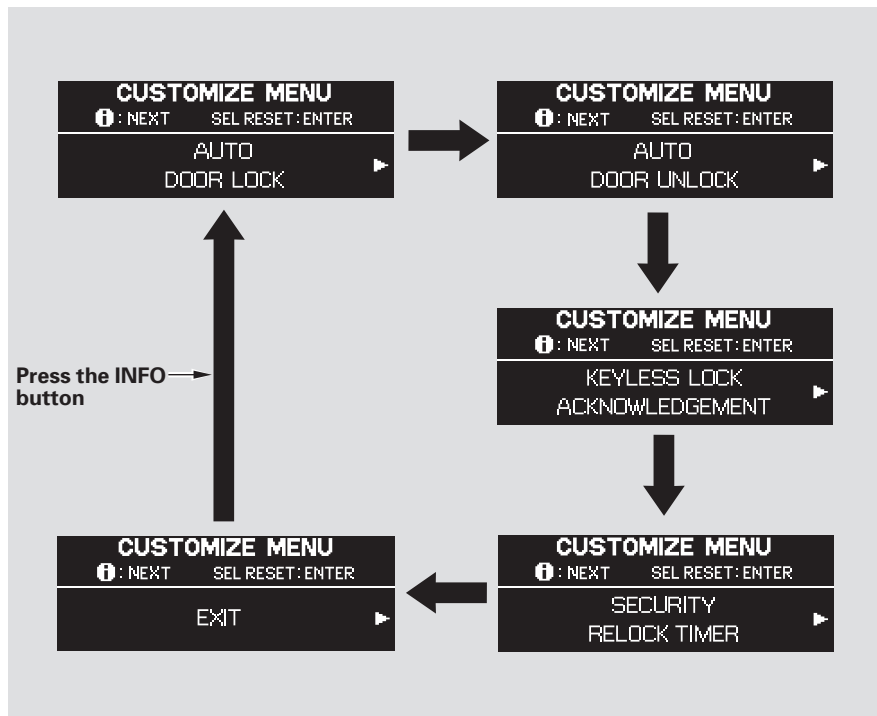 CUSTOMIZE MENU
i : NEXT SEL RESET : ENTER
AUTO
DOOR LOCK
CUSTOMIZE MENU
i : NEXT SEL RESET : ENTER
AUTO
DOOR UNLOCK
CUSTOMIZE MENU
i : NEXT SEL RESET : ENTER
KEYLESS LOCK
ACKNOWLEDGEMENT
Press the INFO
button
CUSTOMIZE MENU
i : NEXT SEL RESET : ENTER
EXIT
CUSTOMIZE MENU
i : NEXT SEL RESET : ENTER
SECURITY
RELOCK TIMER